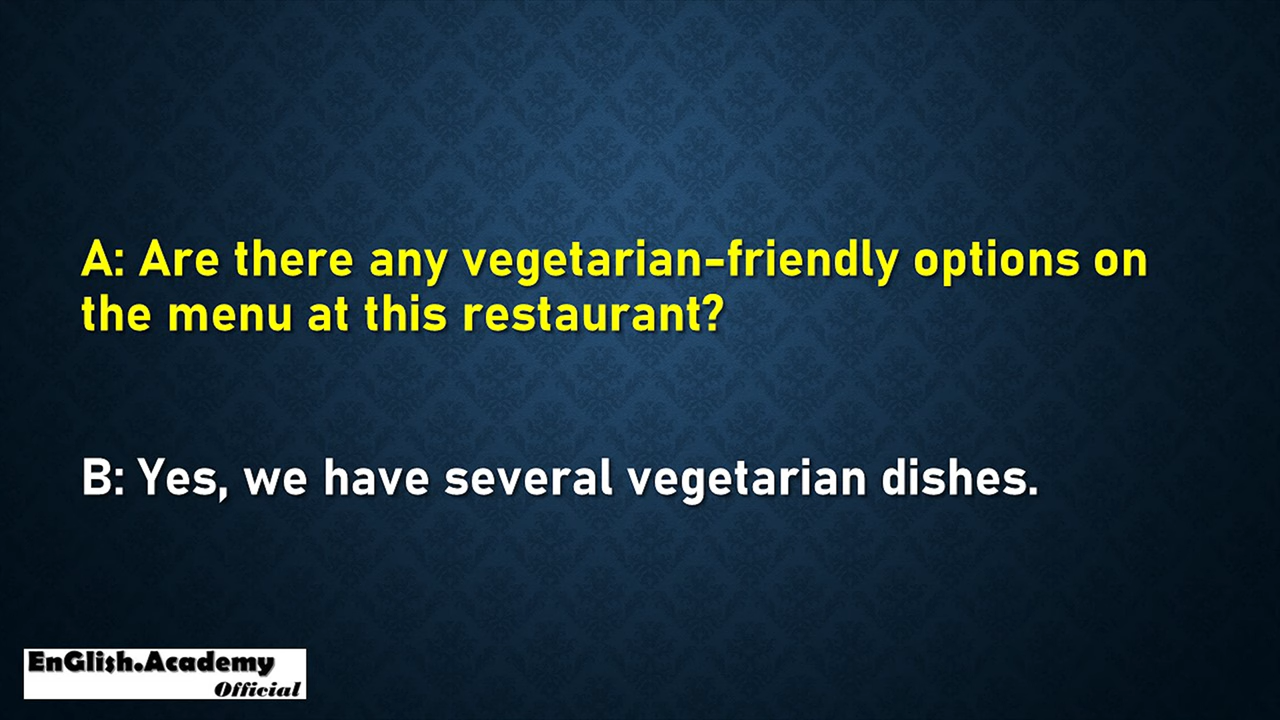 A: Are there any vegetarian-friendly options on
the menu at this restaurant?
B: Yes, we have several vegetarian dishes.
EnGlish.Academy
Official